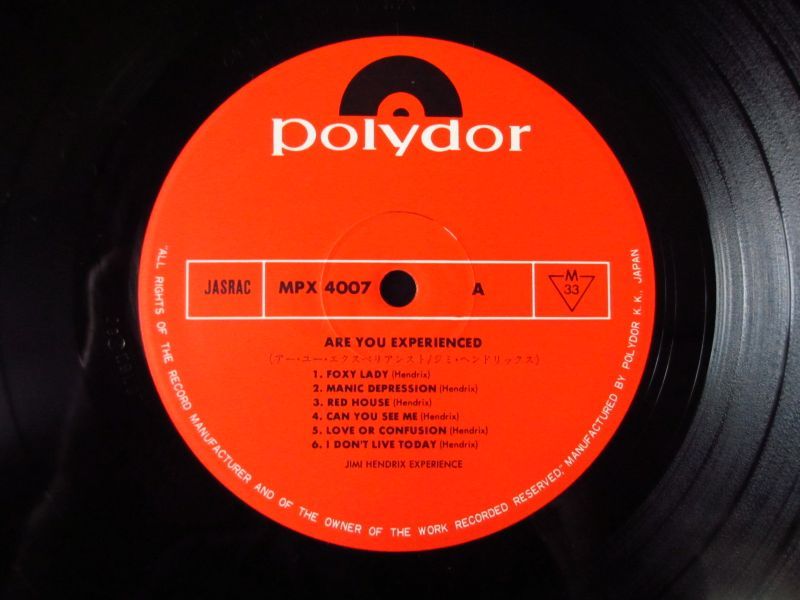 polydor
JASRAC MPX 4007 A M 33
ARE YOU EXPERIENCED
(アー・ユー・エクスペリアンスト/ジミ・ヘンドリックス)
1. FOXY LADY (Hendrix)
2. MANIC DEPRESSION (Hendrix)
3. RED HOUSE (Hendrix)
4. CAN YOU SEE ME (Hendrix)
5. LOVE OR CONFUSION (Hendrix)
6. I DON'T LIVE TODAY (Hendrix)
JIMI HENDRIX EXPERIENCE
"ALL RIGHTS OF THE RECORD MANUFACTURER AND OF THE OWNER OF THE WORK RECORDED RESERVED," MANUFACTURED BY POLYDOR K.K., JAPAN